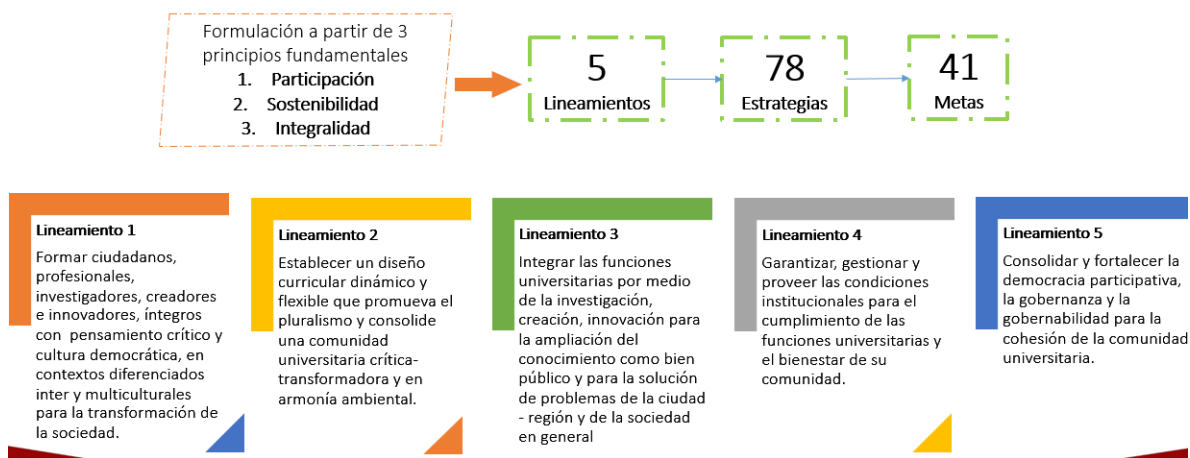 Formulación a partir de 3
principios fundamentales
1. Participación
2. Sostenibilidad
3. Integralidad
5
Lineamientos
78
Estrategias
41
Metas
Lineamiento 1
Formar ciudadanos,
profesionales,
investigadores, creadores
e innovadores, íntegros
con pensamiento crítico y
cultura democrática, en
contextos diferenciados
inter y multiculturales
para la transformación de
la sociedad.
Lineamiento 2
Establecer un diseño
curricular dinámico y
flexible que promueva el
pluralismo y consolide
una comunidad
universitaria crítica-
transformadora y en
armonía ambiental.
Lineamiento 3
Integrar las funciones
universitarias por medio
de la investigación,
creación, innovación para
la ampliación del
conocimiento como bien
público y para la solución
de problemas de la ciudad
- región y de la sociedad
en general
Lineamiento 4
Garantizar, gestionar y
proveer las condiciones
institucionales para el
cumplimiento de las
funciones universitarias y
el bienestar de su
comunidad.
Lineamiento 5
Consolidar y fortalecer la
democracia participativa,
la gobernanza y la
gobernabilidad para la
cohesión de la comunidad
universitaria.